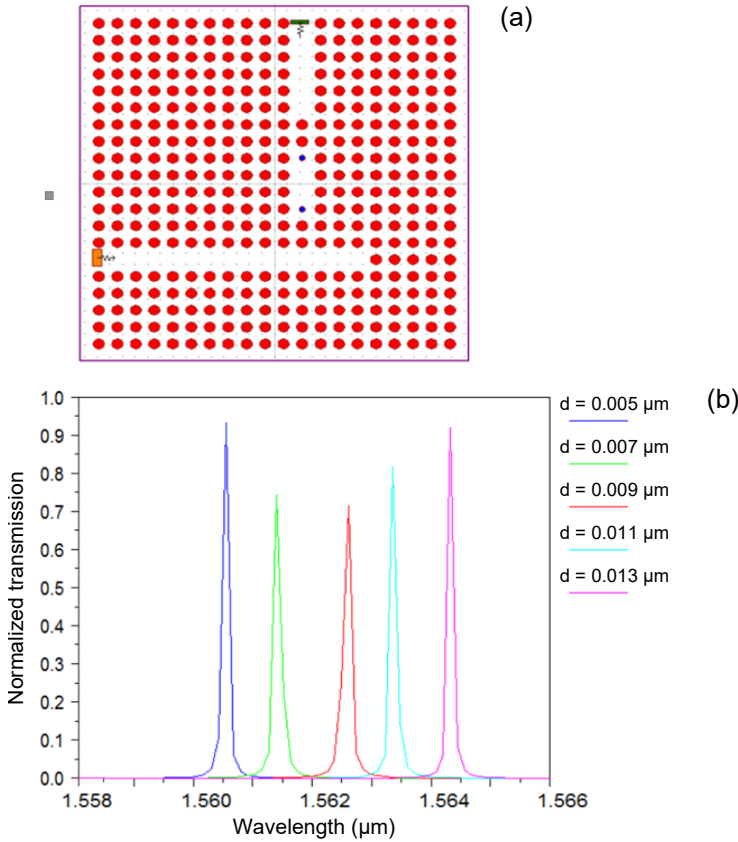 (a)
(b)
1.0
0.9
0.8
0.7
0.6
0.5
0.4
0.3
0.2
0.1
0.0
Normalized transmission
1.558
1.560
1.562
1.564
1.566
Wavelength (μm)
d = 0.005 μm
d = 0.007 μm
d = 0.009 μm
d = 0.011 μm
d = 0.013 μm